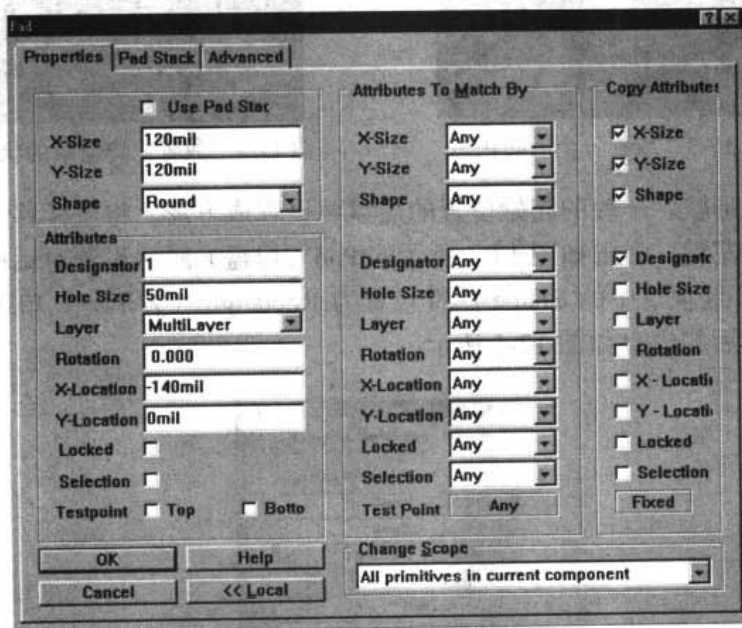 Pad
Properties Pad Stack Advanced
Use Pad Stac
X-Size 120mil
Y-Size 120mil
Shape Round
Attributes
Designator 1
Hole Size 50mil
Layer MultiLayer
Rotation 0.000
X-Location -140mil
Y-Location 0mil
Locked
Selection
Testpoint Top Botto
OK Help
Cancel << Local
Attributes To Match By
X-Size Any
Y-Size Any
Shape Any
Designator Any
Hole Size Any
Layer Any
Rotation Any
X-Location Any
Y-Location Any
Locked Any
Selection Any
Test Point Any
Copy Attributes
X-Size
Y-Size
Shape
Designatc
Hole Size
Layer
Rotation
X - Locatio
Y - Locatio
Locked
Selection
Fixed
Change Scope
All primitives in current component